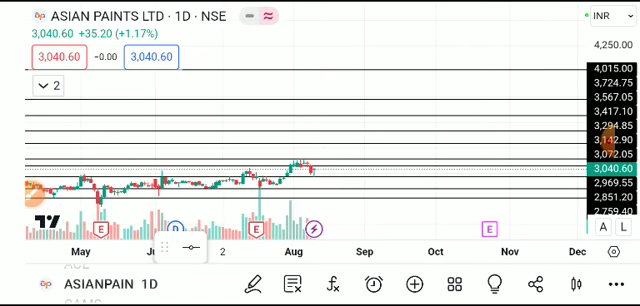 ASIAN PAINTS LTD · 1D · NSE
INR
3,040.60 +35.20 (+1.17%)
3,040.60 −0.00 3,040.60
2
4,250.00
4,015.00
3,724.75
3,567.05
3,417.10
3,294.85
3,142.90
3,072.05
3,040.60
2,969.55
2,851.20
2,759.40
E D E E
A L
May 2 Aug Sep Oct Nov Dec
ASIANPAIN 1D